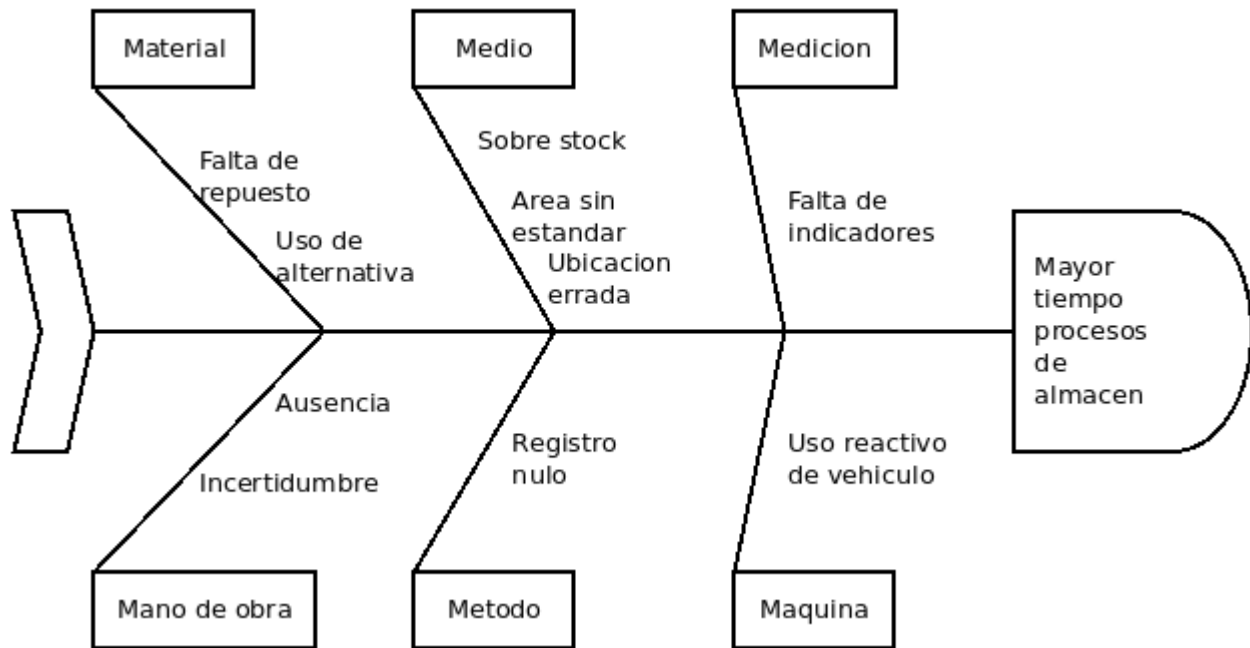 Material
Medio
Medicion
Sobre stock
Falta de
repuesto
Area sin
estandar
Falta de
indicadores
Uso de
alternativa
Ubicacion
errada
Mayor
tiempo
procesos
de
almacen
Ausencia
Incertidumbre
Registro
nulo
Uso reactivo
de vehiculo
Mano de obra
Metodo
Maquina